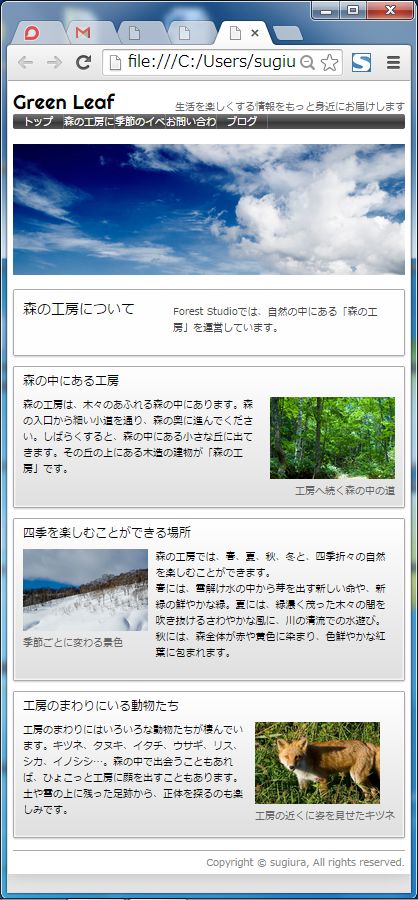 file:///C:/Users/sugiu
Green Leaf
生活を楽しくする情報をもっと身近にお届けします
トップ 森の工房に季節のイベお問い合わ ブログ
森の工房について
Forest Studioでは、自然の中にある「森の工
房」を運営しています。
森の中にある工房
森の工房は、木々のあふれる森の中にあります。森
の入口から細い小道を通り、森の奥に進んでくださ
い。しばらくすると、森の中にある小さな丘に出て
きます。その丘の上にある木造の建物が「森の工
房」です。
工房へ続く森の中の道
四季を楽しむことができる場所
森の工房では、春、夏、秋、冬と、四季折々の自然
を楽しむことができます。
春には、雪解け水の中から芽を出す新しい命や、新
緑の鮮やかな緑。夏には、緑濃く茂った木々の間を
吹き抜けるさわやかな風に、川の清流での水遊び。
秋には、森全体が赤や黄色に染まり、色鮮やかな紅
葉に包まれます。
季節ごとに変わる景色
工房のまわりにいる動物たち
工房のまわりにはいろいろな動物たちが棲んでい
ます。キツネ、タヌキ、イタチ、ウサギ、リス、
シカ、イノシシ…。森の中で出会うこともあれ
ば、ひょこっと工房に顔を出すこともあります。
土や雪の上に残った足跡から、正体を探るのも楽
しみです。
工房の近くに姿を見せたキツネ
Copyright © sugiura, All rights reserved.